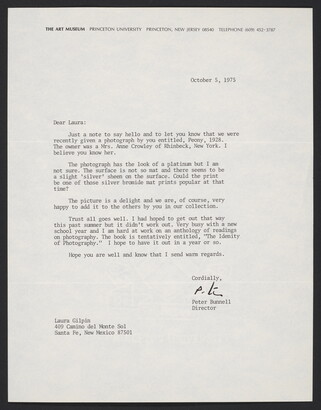 THE ART MUSEUM PRINCETON UNIVERSITY PRINCETON, NEW JERSEY 08540 TELEPHONE (609) 452-3787
October 5, 1975
Dear Laura:
Just a note to say hello and to let you know that we were
recently given a photograph by you entitled, Peony, 1928.
The owner was a Mrs. Anne Crowley of Rhinbeck, New York. I
believe you know her.
The photograph has the look of a platinum but I am
not sure. The surface is not so mat and there seems to be
a slight 'silver' sheen on the surface. Could the print
be one of those silver bromide mat prints popular at that
time?
The picture is a delight and we are, of course, very
happy to add it to the others by you in our collection.
Trust all goes well. I had hoped to get out that way
this past summer but it didn't work out. Very busy with a new
school year and I am hard at work on an anthology of readings
on photography. The book is tentatively entitled, "The Identity
of Photography." I hope to have it out in a year or so.
Hope you are well and know that I send warm regards.
Cordially,
Peter Bunnell
Director
Laura Gilpin
409 Camino del Monte Sol
Santa Fe, New Mexico 87501